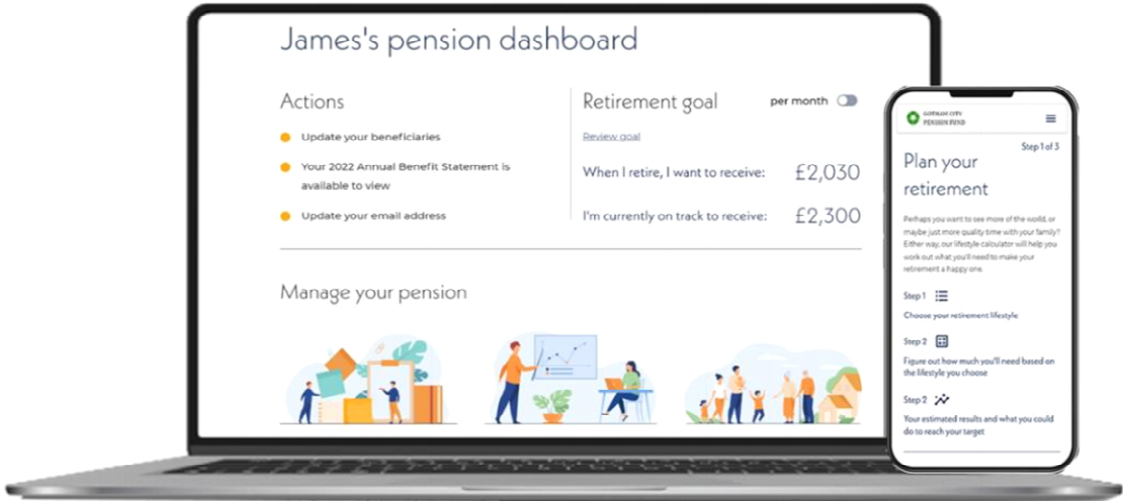 James's pension dashboard
Actions
Update your beneficiaries
Your 2022 Annual Benefit Statement is
available to view
Update your email address
Retirement goal
per month
Review goal
When I retire, I want to receive: £2,030
I'm currently on track to receive: £2,300
Manage your pension
GOTHAM CITY
PENSION FUND
Step 1 of 3
Plan your
retirement
Perhaps you want to see more of the world, or
maybe just more quality time with your family?
Either way, our lifestyle calculator will help you
work out what you'll need to make your
retirement a happy one.
Step 1
Choose your retirement lifestyle
Step 2
Figure out how much you'll need based on
the lifestyle you choose
Step 2
Your estimated results and what you could
do to reach your target